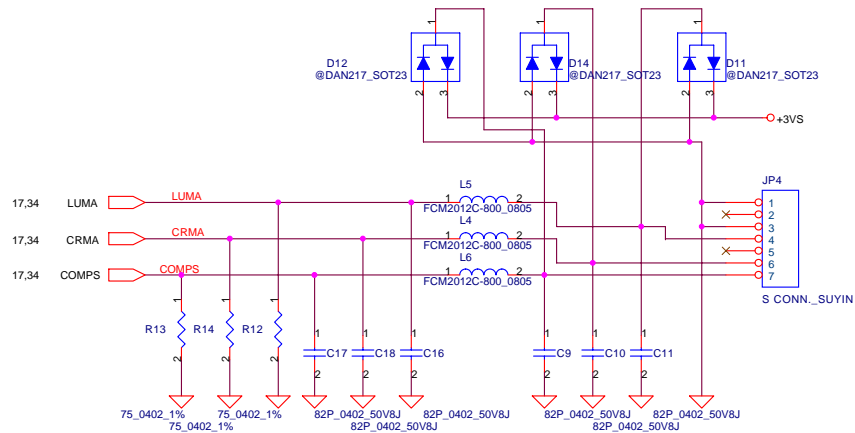 1 1 1
D12 D14 D11
@DAN217_SOT23 @DAN217_SOT23 @DAN217_SOT23
2 3 2 3 2 3
+3VS
JP4
L5
17,34 LUMA LUMA 1 2 1
FCM2012C-800_0805 2
L4 3
17,34 CRMA CRMA 1 2 4
FCM2012C-800_0805 5
L6 6
17,34 COMPS COMPS 1 2 7
FCM2012C-800_0805
S CONN._SUYIN
1 1 1
R13 R14 R12
2 2 2
1 1 1 1 1 1
C17 C18 C16 C9 C10 C11
2 2 2 2 2 2
75_0402_1% 75_0402_1% 82P_0402_50V8J 82P_0402_50V8J 82P_0402_50V8J 82P_0402_50V8J
75_0402_1% 82P_0402_50V8J 82P_0402_50V8J